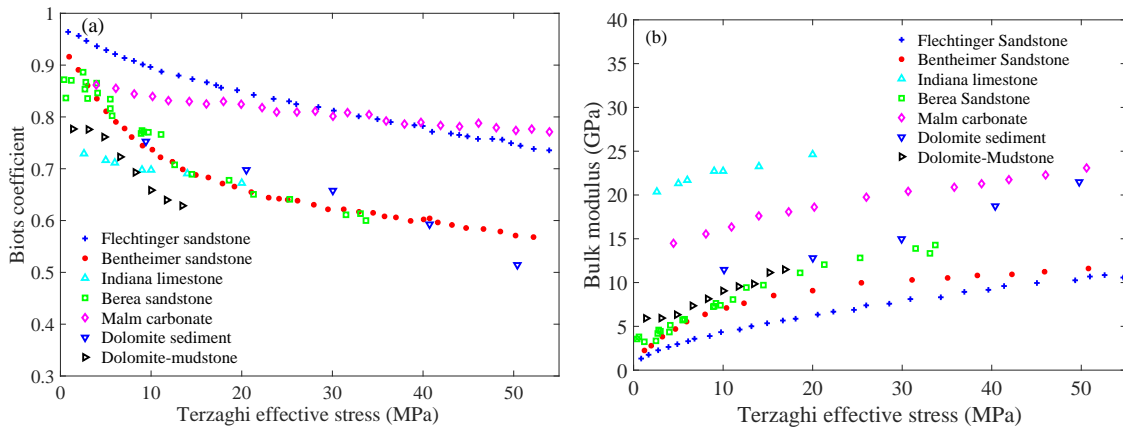 (a)
1
0.9
0.8
0.7
0.6
0.5
0.4
0.3
Biots coefficient
Flechtinger sandstone
Bentheimer sandstone
Indiana limestone
Berea sandstone
Malm carbonate
Dolomite sediment
Dolomite-mudstone
0 10 20 30 40 50
Terzaghi effective stress (MPa)
(b)
40
35
30
25
20
15
10
5
0
Bulk modulus (GPa)
Flechtinger Sandstone
Bentheimer Sandstone
Indiana limestone
Berea Sandstone
Malm carbonate
Dolomite sediment
Dolomite-Mudstone
0 10 20 30 40 50
Terzaghi effective stress (MPa)